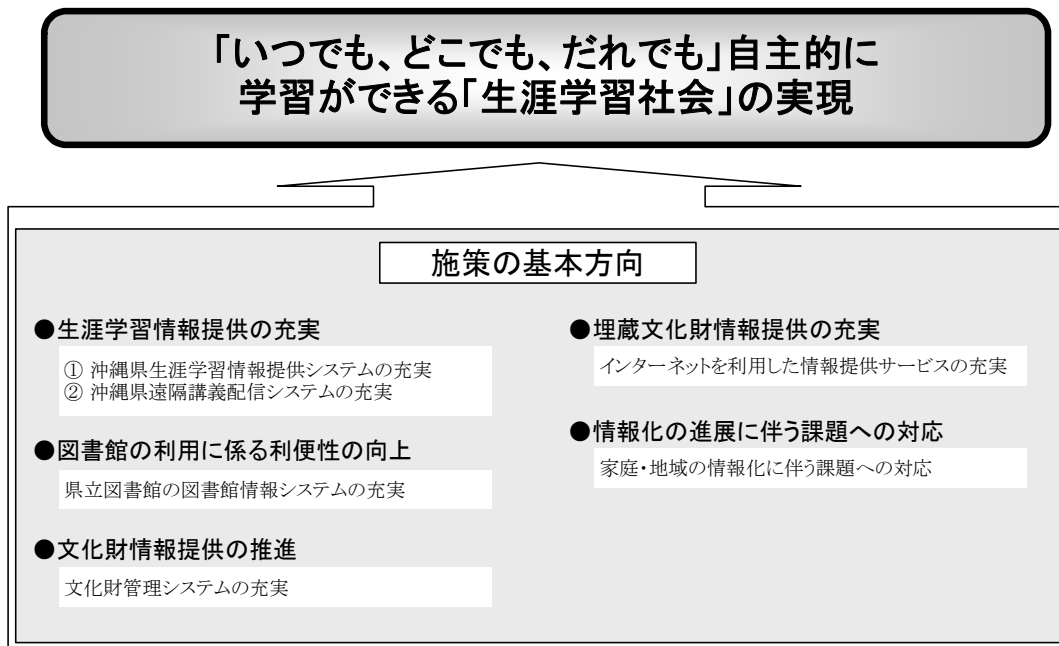 「いつでも、どこでも、だれでも」自主的に
学習ができる「生涯学習社会」の実現
施策の基本方向
●生涯学習情報提供の充実
① 沖縄県生涯学習情報提供システムの充実
② 沖縄県遠隔講義配信システムの充実
●図書館の利用に係る利便性の向上
県立図書館の図書館情報システムの充実
●文化財情報提供の推進
文化財管理システムの充実
●埋蔵文化財情報提供の充実
インターネットを利用した情報提供サービスの充実
●情報化の進展に伴う課題への対応
家庭・地域の情報化に伴う課題への対応